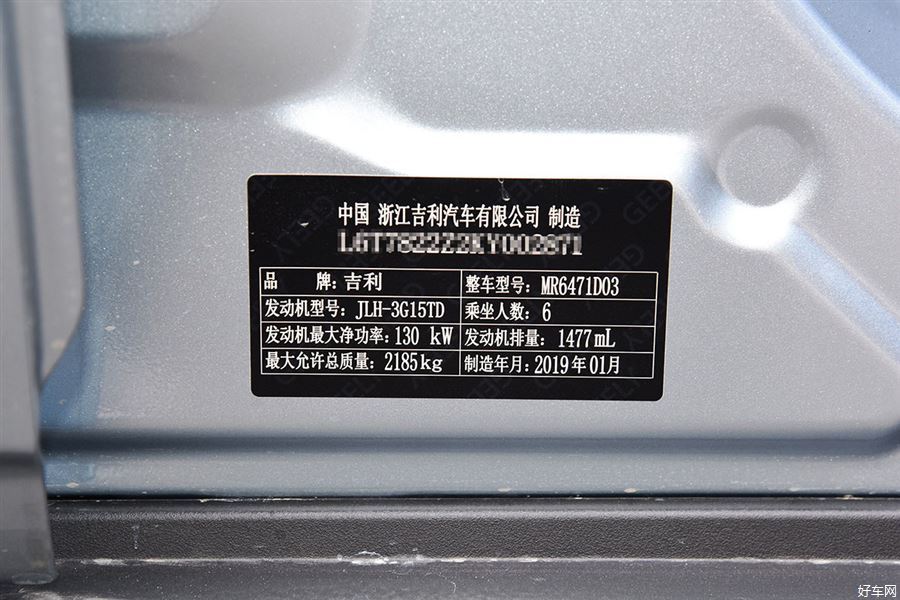 中国 浙江吉利汽车有限公司 制造
品 牌: 吉利 整车型号: MR6471D03
发动机型号: JLH-3G15TD 乘坐人数: 6
发动机最大净功率: 130 kW 发动机排量: 1477mL
最大允许总质量: 2185kg 制造年月: 2019年01月
好车网